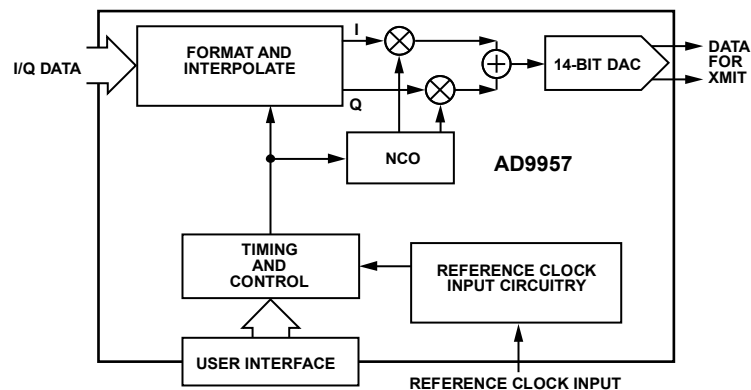 I/Q DATA
FORMAT AND
INTERPOLATE
I
Q
14-BIT DAC
DATA
FOR
XMIT
NCO
AD9957
TIMING
AND
CONTROL
REFERENCE CLOCK
INPUT CIRCUITRY
USER INTERFACE
REFERENCE CLOCK INPUT